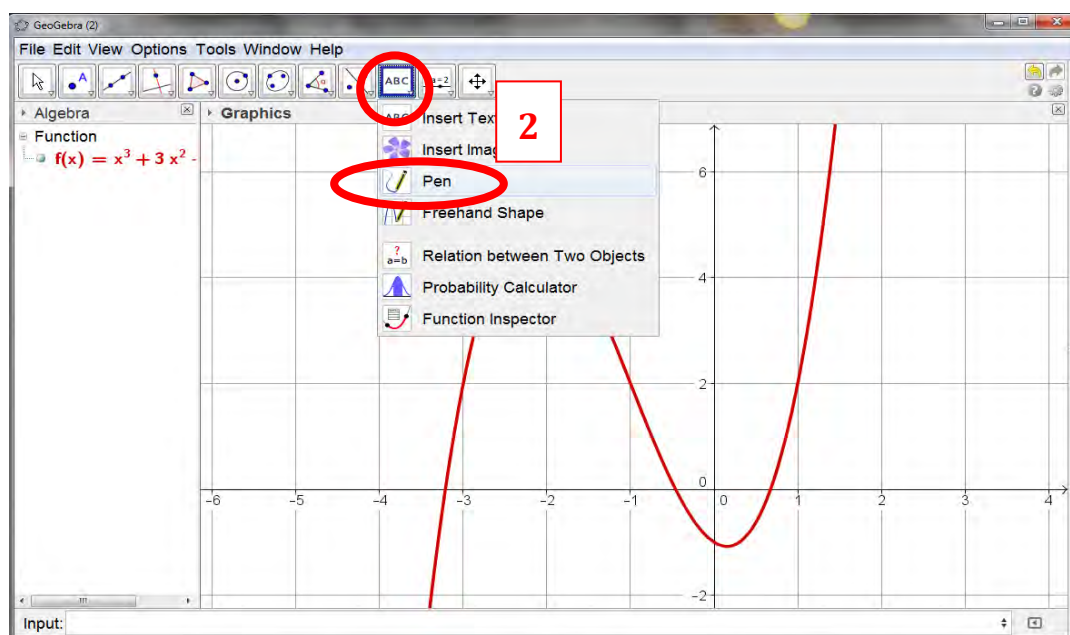 GeoGebra (2)
File Edit View Options Tools Window Help
A
ABC
a=2
Algebra
Graphics
Function
f(x) = x³ + 3 x² -
ABC Insert Text
2
Insert Imag
Pen
Freehand Shape
?
a=b
Relation between Two Objects
Probability Calculator
Function Inspector
6
4
2
0
-6 -5 -4 -3 -2 -1 0 1 2 3 4
-2
Input: